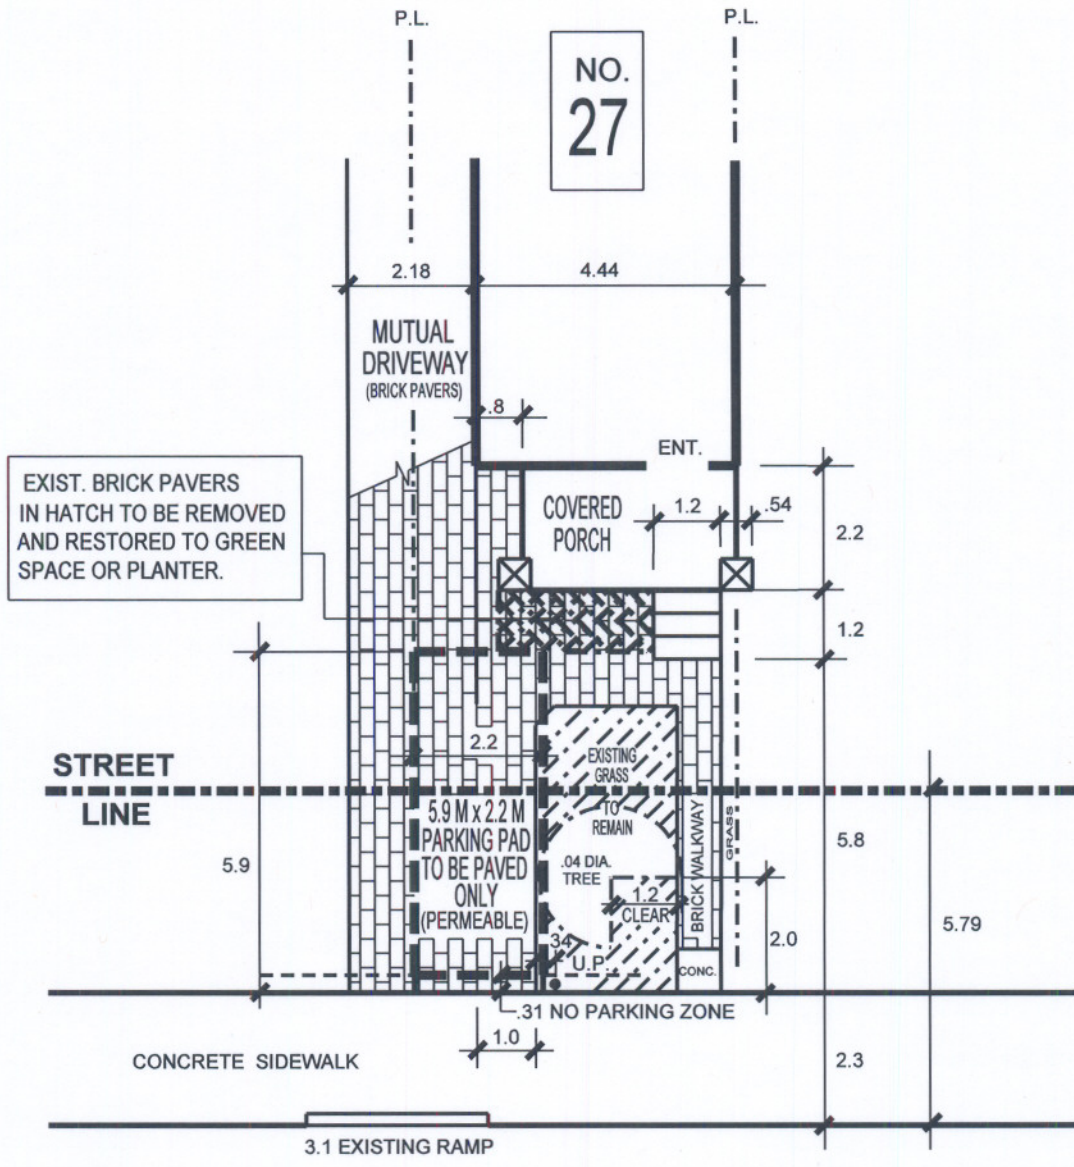 P.L.
P.L.
NO.
27
2.18
4.44
MUTUAL
DRIVEWAY
(BRICK PAVERS)
.8
ENT.
EXIST. BRICK PAVERS
IN HATCH TO BE REMOVED
AND RESTORED TO GREEN
SPACE OR PLANTER.
COVERED
PORCH
1.2
.54
2.2
1.2
2.2
EXISTING
GRASS
TO
REMAIN
STREET
LINE
5.9 M x 2.2 M
PARKING PAD
TO BE PAVED
ONLY
(PERMEABLE)
5.9
.04 DIA.
TREE
1.2
CLEAR
BRICK WALKWAY
GRASS
5.8
5.79
2.0
.34
U.P.
CONC.
.31 NO PARKING ZONE
1.0
CONCRETE SIDEWALK
2.3
3.1 EXISTING RAMP